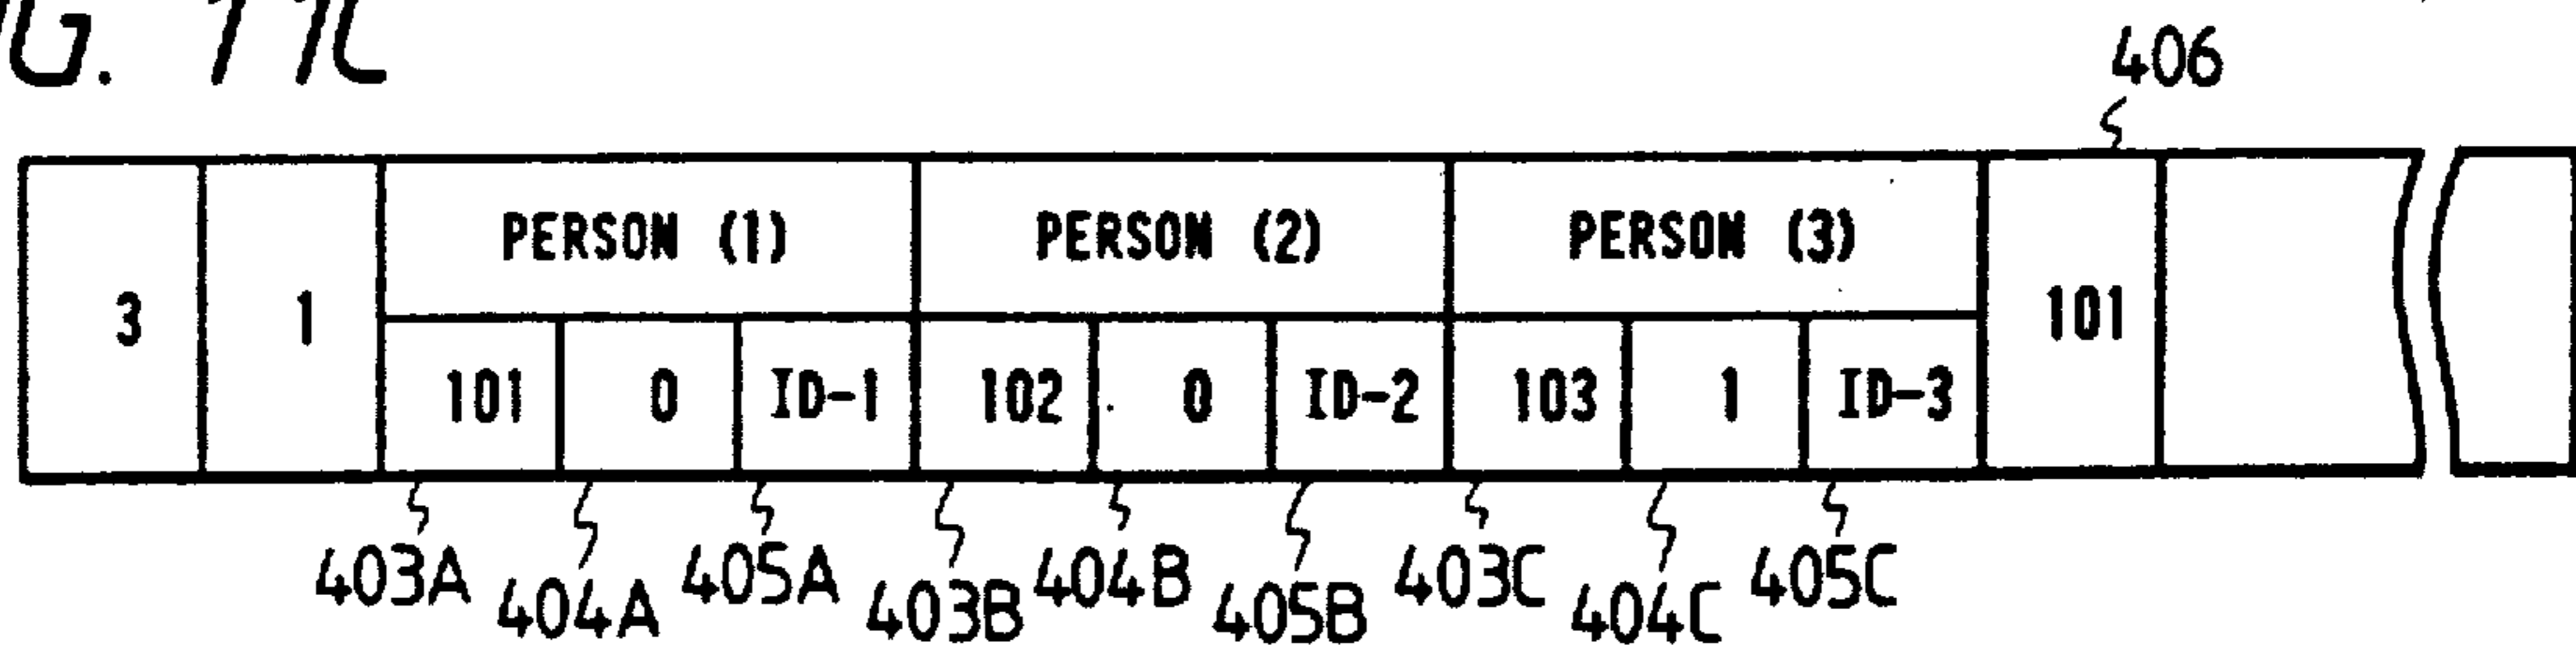 G. 11C
406
PERSON (1) PERSON (2) PERSON (3)
3 1 101
101 0 ID-1 102 0 ID-2 103 1 ID-3
403A 404A 405A 403B 404B 405B 403C 404C 405C